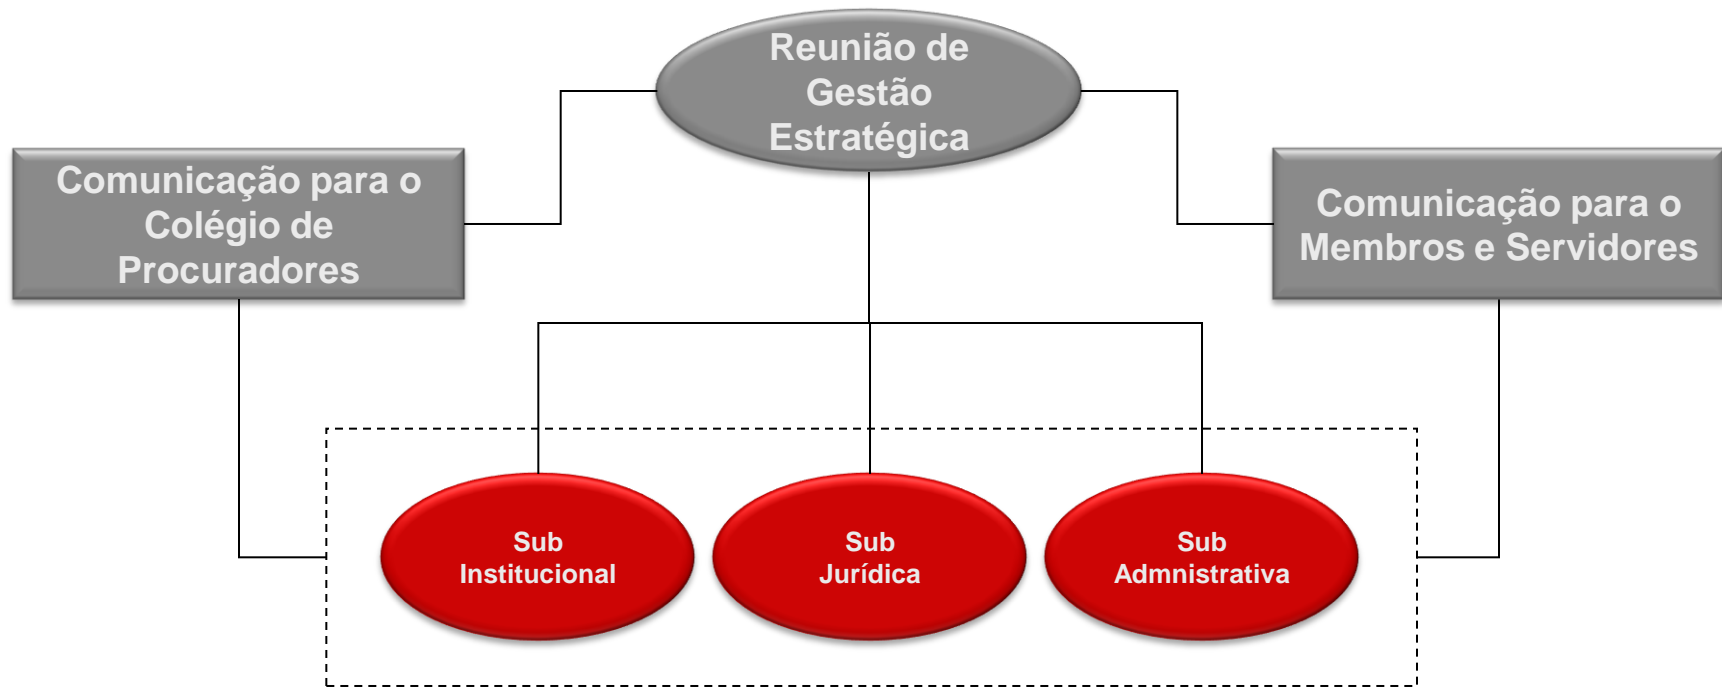 Reunião de
Gestão
Estratégica
Comunicação para o
Colégio de
Procuradores
Comunicação para o
Membros e Servidores
Sub
Institucional
Sub
Jurídica
Sub
Admnistrativa